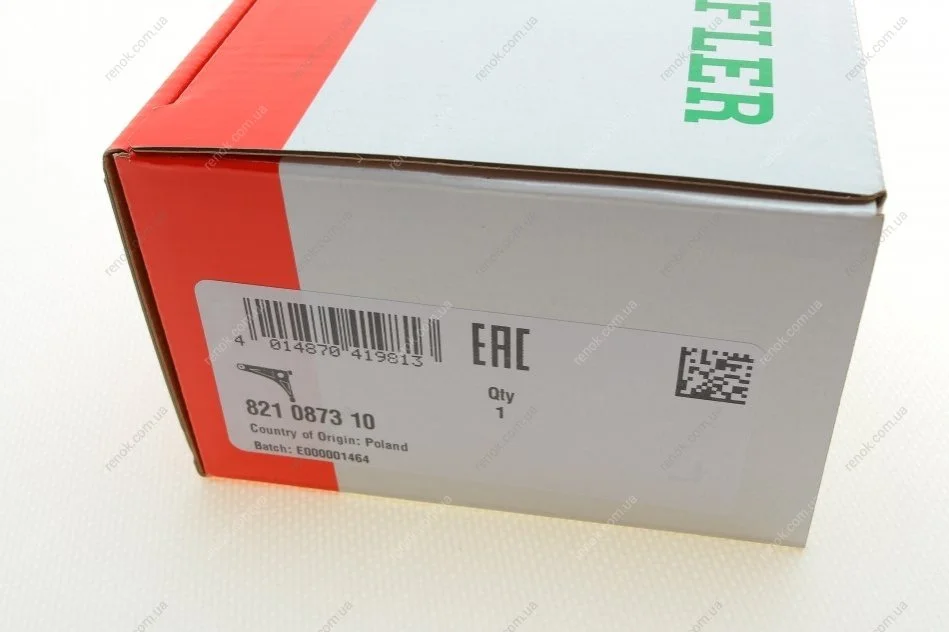 FLER
4 014870 419813
EAC
821 0873 10
Qty
1
Country of Origin: Poland
Batch: E000001464
renok.com.ua